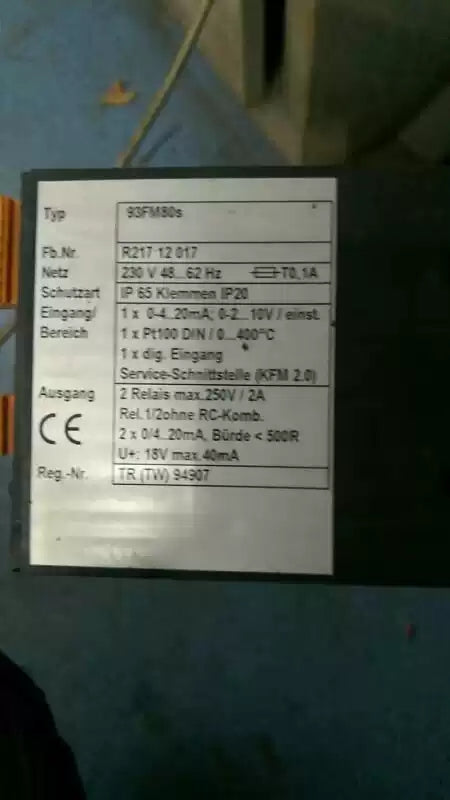 Typ 93FM80s
Fb.Nr. R217 12 017
Netz 230 V 48...62 Hz T0,1A
Schutzart IP 65 Klemmen IP20
Eingang/ 1 x 0-4..20mA; 0-2...10V / einst.
Bereich 1 x Pt100 DIN / 0...400°C
1 x dig. Eingang
Service-Schnittstelle (KFM 2.0)
Ausgang 2 Relais max.250V / 2A
CE Rel.1/2ohne RC-Komb.
2 x 0/4..20mA, Bürde < 500R
U+: 18V max.40mA
Reg.-Nr. TR (TW) 94907